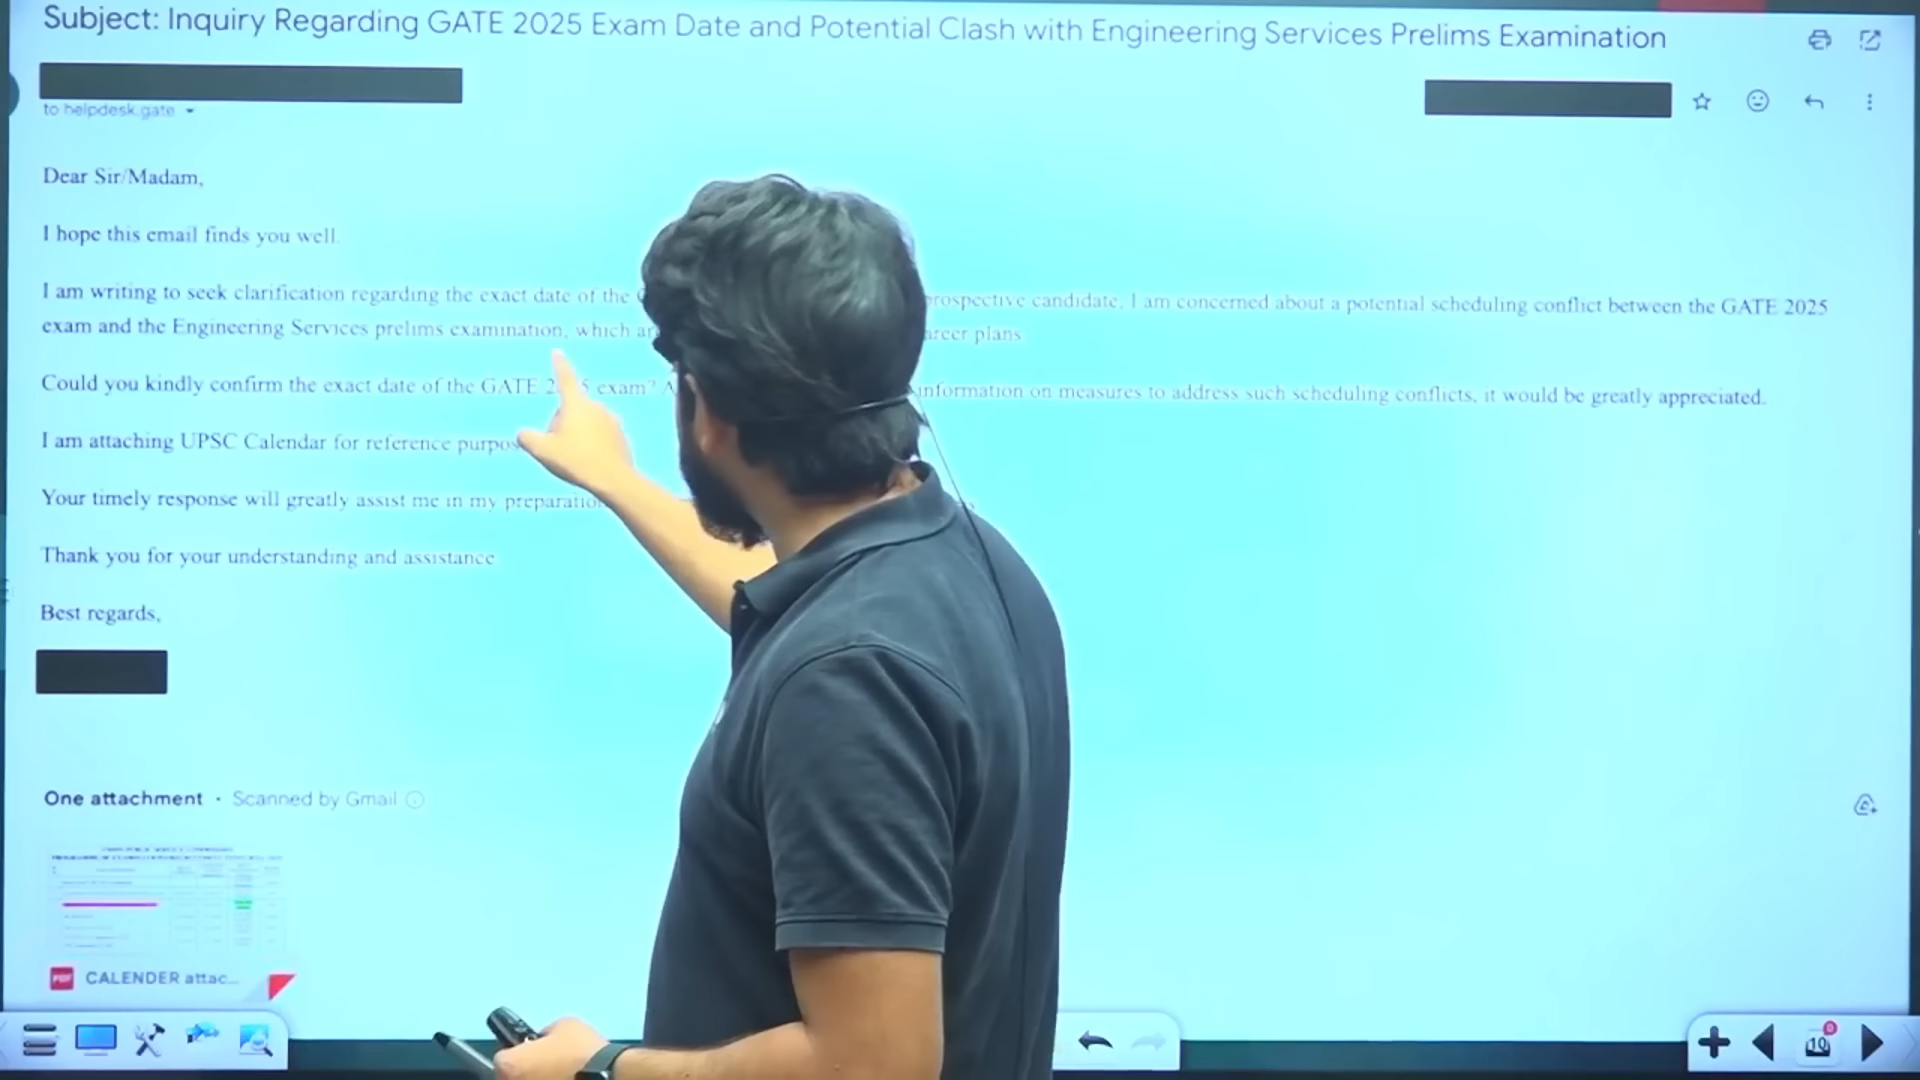 Subject: Inquiry Regarding GATE 2025 Exam Date and Potential Clash with Engineering Services Prelims Examination
to helpdesk.gate
Dear Sir/Madam,
I hope this email finds you well.
I am writing to seek clarification regarding the exact date of the prospective candidate, I am concerned about a potential scheduling conflict between the GATE 2025
exam and the Engineering Services prelims examination, which plans
Could you kindly confirm the exact date of the GATE exam? information on measures to address such scheduling conflicts, it would be greatly appreciated.
I am attaching UPSC Calendar for reference
Your timely response will greatly assist me in my
Thank you for your understanding and assistance
Best regards,
One attachment • Scanned by Gmail
PDF CALENDER attac...
10
0